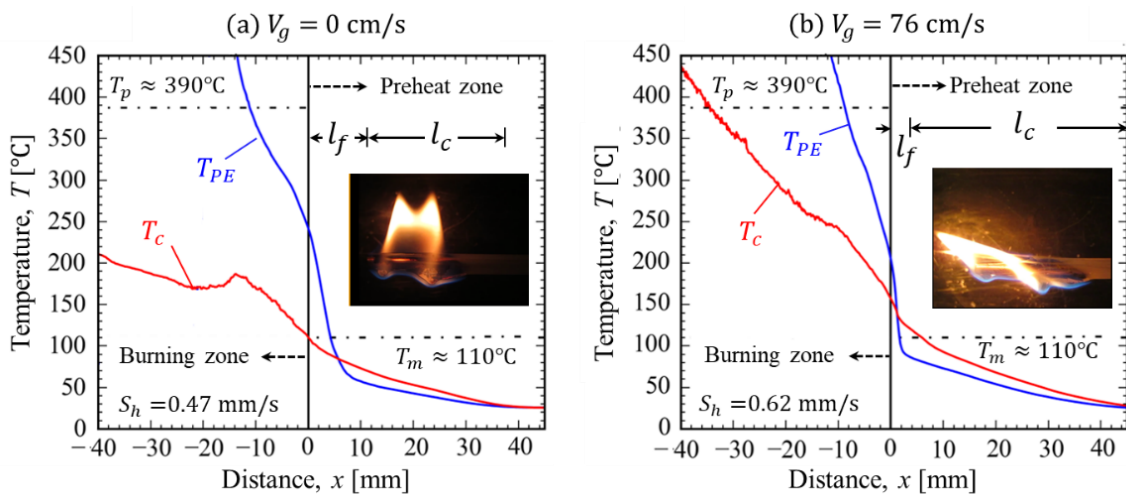 (a) V_g = 0 cm/s
450
400
350
300
250
200
150
100
50
0
Temperature, T [°C]
T_p ≈ 390°C
Preheat zone
l_f
l_c
T_PE
T_c
Burning zone
T_m ≈ 110°C
S_h =0.47 mm/s
−40 −30 −20 −10 0 10 20 30 40
Distance, x [mm]
(b) V_g = 76 cm/s
450
400
350
300
250
200
150
100
50
0
Temperature, T [°C]
T_p ≈ 390°C
Preheat zone
l_f
l_c
T_PE
T_c
Burning zone
T_m ≈ 110°C
S_h =0.62 mm/s
−40 −30 −20 −10 0 10 20 30 40
Distance, x [mm]